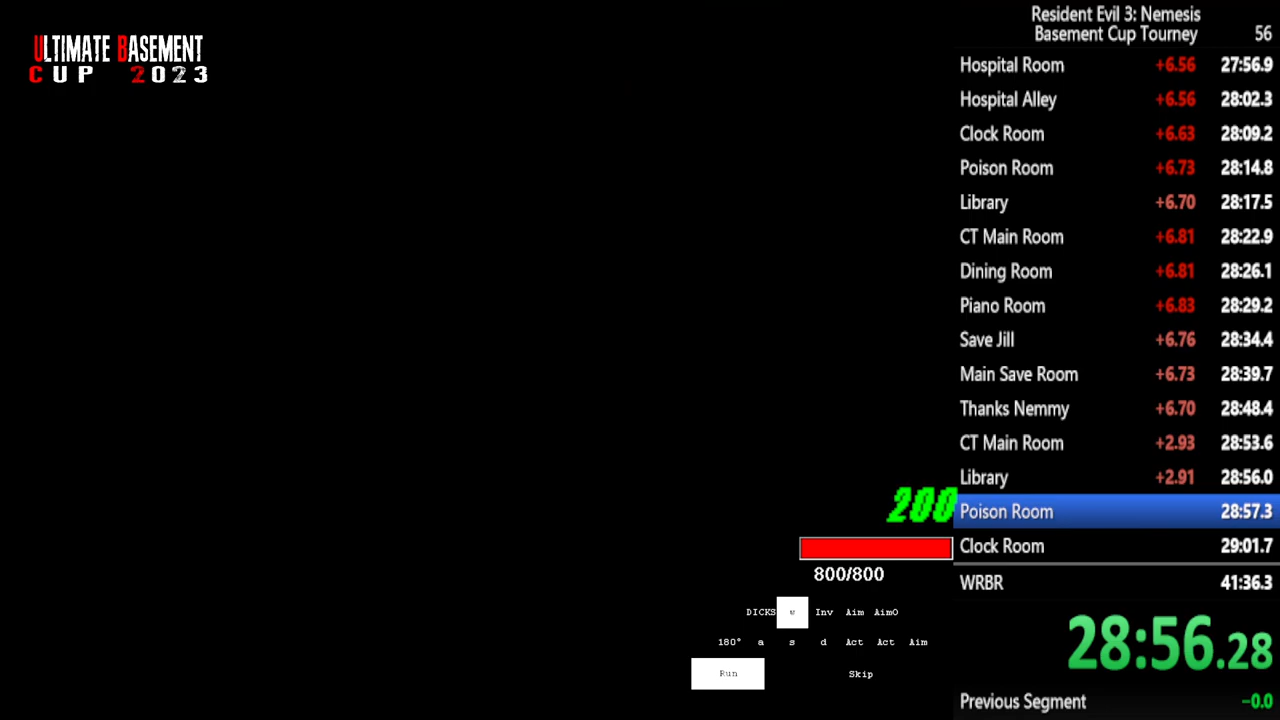 ULTIMATE BASEMENT
CUP 2023
Resident Evil 3: Nemesis
Basement Cup Tourney 56
Hospital Room +6.56 27:56.9
Hospital Alley +6.56 28:02.3
Clock Room +6.63 28:09.2
Poison Room +6.73 28:14.8
Library +6.70 28:17.5
CT Main Room +6.81 28:22.9
Dining Room +6.81 28:26.1
Piano Room +6.83 28:29.2
Save Jill +6.76 28:34.4
Main Save Room +6.73 28:39.7
Thanks Nemmy +6.70 28:48.4
CT Main Room +2.93 28:53.6
Library +2.91 28:56.0
200
Poison Room 28:57.3
Clock Room 29:01.7
800/800
WRBR 41:36.3
DICKS w Inv Aim AimO
180° a s d Act Act Aim
Run Skip
28:56.28
Previous Segment -0.0